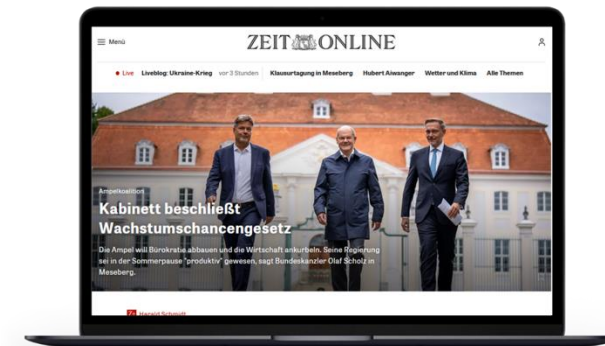 Menü
ZEIT ONLINE
Live Liveblog: Ukraine-Krieg vor 3 Stunden Klausurtagung in Meseberg Hubert Aiwanger Wetter und Klima Alle Themen
Ampelkoalition
Kabinett beschließt
Wachstumschancengesetz
Die Ampel will Bürokratie abbauen und die Wirtschaft ankurbeln. Seine Regierung
sei in der Sommerpause "produktiv" gewesen, sagt Bundeskanzler Olaf Scholz in
Meseberg.
Z+ Harald Schmidt